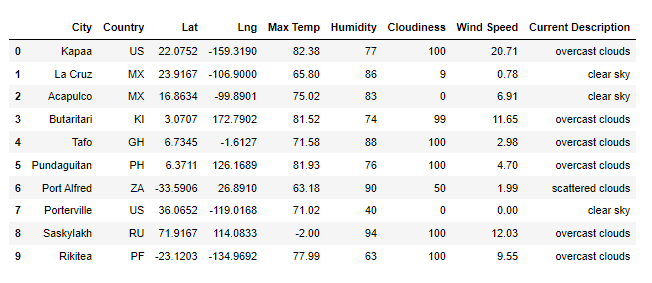 City Country Lat Lng Max Temp Humidity Cloudiness Wind Speed Current Description
0 Kapaa US 22.0752 -159.3190 82.38 77 100 20.71 overcast clouds
1 La Cruz MX 23.9167 -106.9000 65.80 86 9 0.78 clear sky
2 Acapulco MX 16.8634 -99.8901 75.02 83 0 6.91 clear sky
3 Butaritari KI 3.0707 172.7902 81.52 74 99 11.65 overcast clouds
4 Tafo GH 6.7345 -1.6127 71.58 88 100 2.98 overcast clouds
5 Pundaguitan PH 6.3711 126.1689 81.93 76 100 4.70 overcast clouds
6 Port Alfred ZA -33.5906 26.8910 63.18 90 50 1.99 scattered clouds
7 Porterville US 36.0652 -119.0168 71.02 40 0 0.00 clear sky
8 Saskylakh RU 71.9167 114.0833 -2.00 94 100 12.03 overcast clouds
9 Rikitea PF -23.1203 -134.9692 77.99 63 100 9.55 overcast clouds